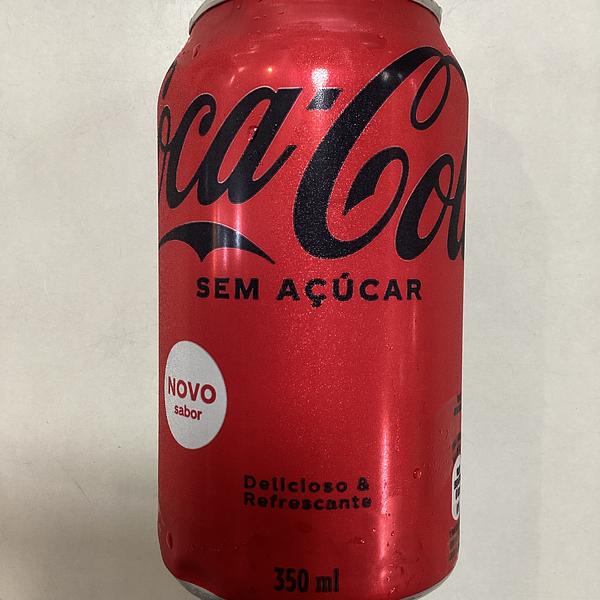 Coca-Cola
SEM AÇÚCAR
NOVO
sabor
Delicioso &
Refrescante
350 ml